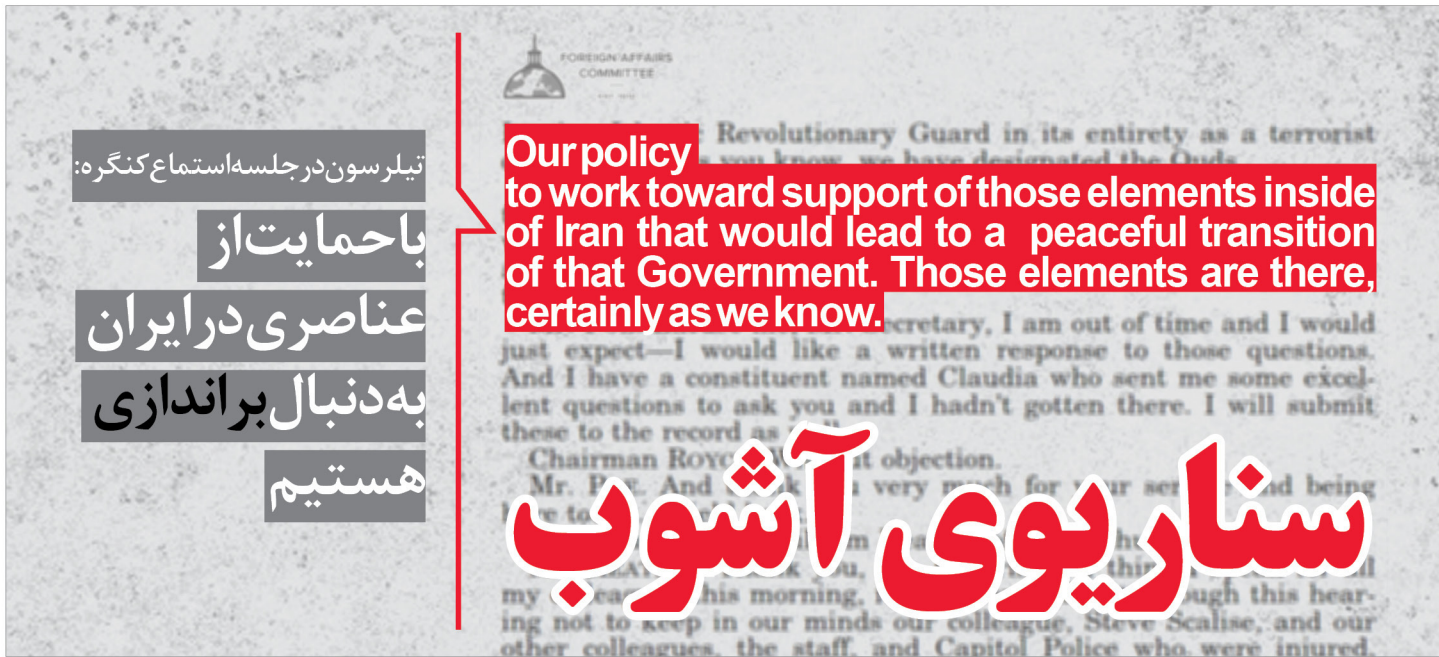 تیلرسون در جلسه استماع کنگره:
با حمایت از
عناصری در ایران
به دنبال براندازی
هستیم
FOREIGN AFFAIRS
COMMITTEE
Revolutionary Guard in its entirety as a terrorist
you know, we have designated the Quds
Our policy
to work toward support of those elements inside
of Iran that would lead to a peaceful transition
of that Government. Those elements are there,
certainly as we know.
ecretary, I am out of time and I would
just expect—I would like a written response to those questions.
And I have a constituent named Claudia who sent me some excel-
lent questions to ask you and I hadn't gotten there. I will submit
these to the record as
Chairman objection.
Mr. And very for ser and being
سناریوی آشوب
my this morning, ugh this hear-
ing not to keep in our minds our colleague, Steve Scalise, and our
other colleagues, the staff, and Capitol Police who were injured.